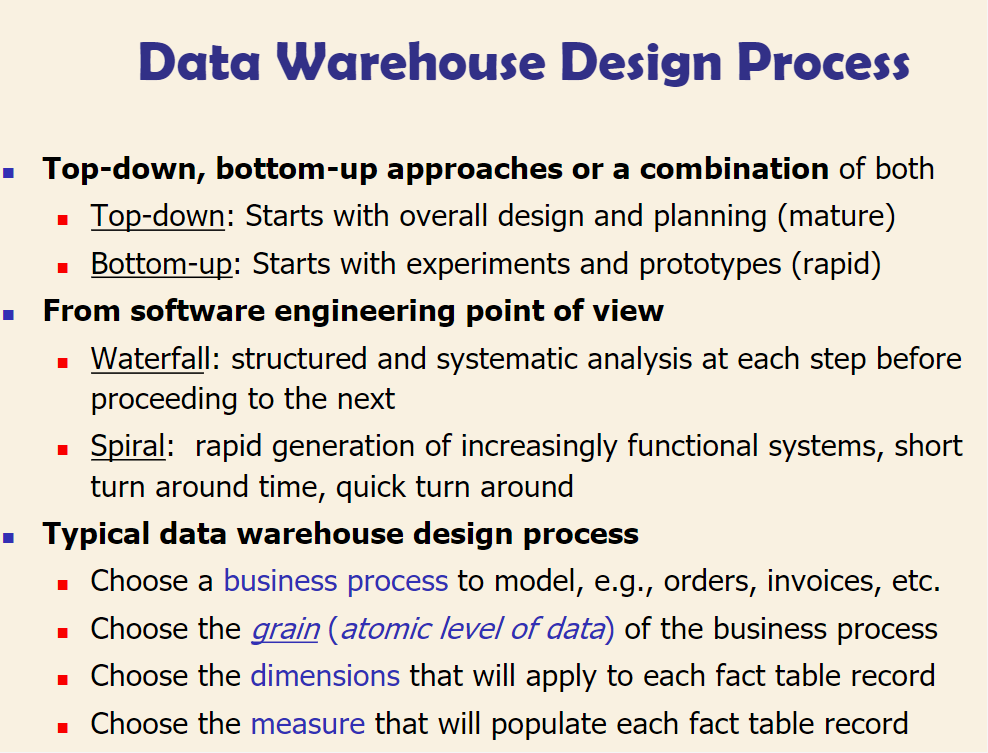 Data Warehouse Design Process
Top-down, bottom-up approaches or a combination of both
Top-down: Starts with overall design and planning (mature)
Bottom-up: Starts with experiments and prototypes (rapid)
From software engineering point of view
Waterfall: structured and systematic analysis at each step before
proceeding to the next
Spiral:  rapid generation of increasingly functional systems, short
turn around time, quick turn around
Typical data warehouse design process
Choose a business process to model, e.g., orders, invoices, etc.
Choose the grain (atomic level of data) of the business process
Choose the dimensions that will apply to each fact table record
Choose the measure that will populate each fact table record